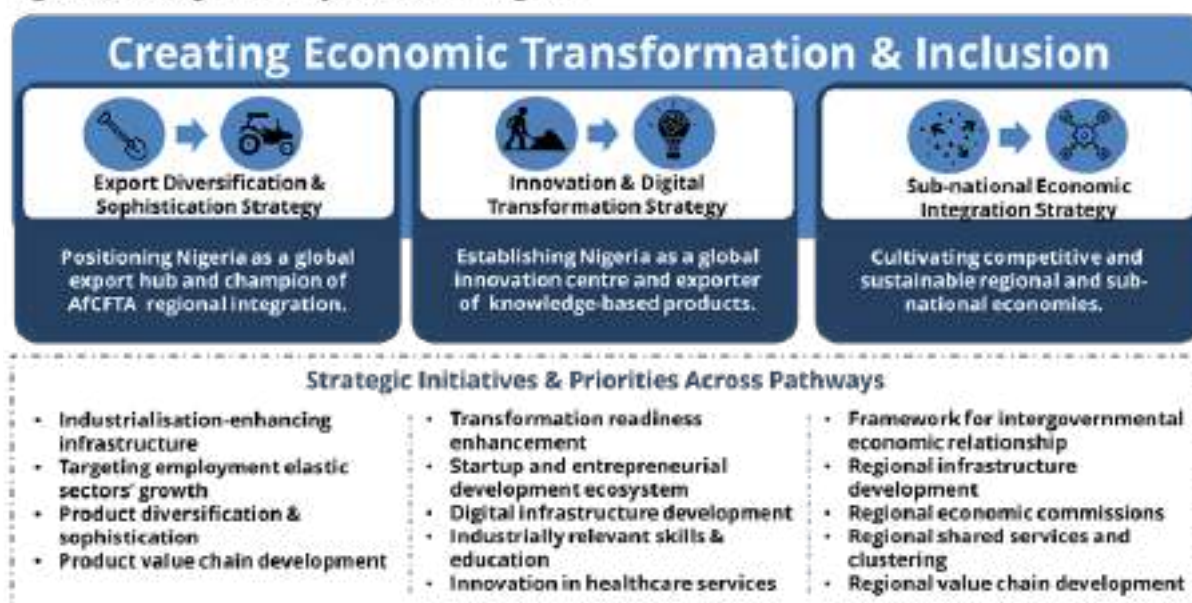 Creating Economic Transformation & Inclusion
Export Diversification &
Sophistication Strategy
Positioning Nigeria as a global
export hub and champion of
AfCFTA regional integration.
Innovation & Digital
Transformation Strategy
Establishing Nigeria as a global
innovation centre and exporter
of knowledge-based products.
Sub-national Economic
Integration Strategy
Cultivating competitive and
sustainable regional and sub-
national economies.
Strategic Initiatives & Priorities Across Pathways
• Industrialisation-enhancing
infrastructure
• Targeting employment elastic
sectors' growth
• Product diversification &
sophistication
• Product value chain development
• Transformation readiness
enhancement
• Startup and entrepreneurial
development ecosystem
• Digital infrastructure development
• Industrially relevant skills &
education
• Innovation in healthcare services
• Framework for intergovernmental
economic relationship
• Regional infrastructure
development
• Regional economic commissions
• Regional shared services and
clustering
• Regional value chain development